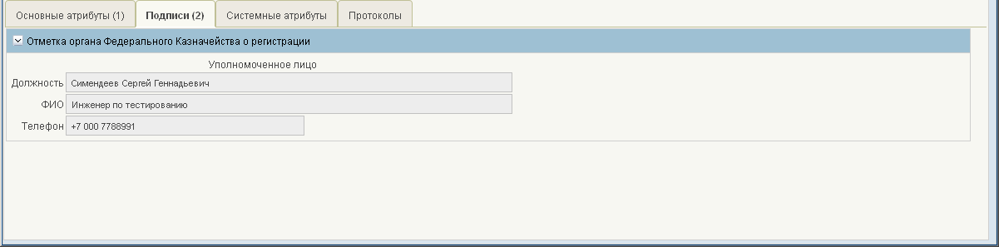 Основные атрибуты (1) Подписи (2) Системные атрибуты Протоколы
Отметка органа Федерального Казначейства о регистрации
Уполномоченное лицо
Должность Симендеев Сергей Геннадьевич
ФИО Инженер по тестированию
Телефон +7 000 7788991